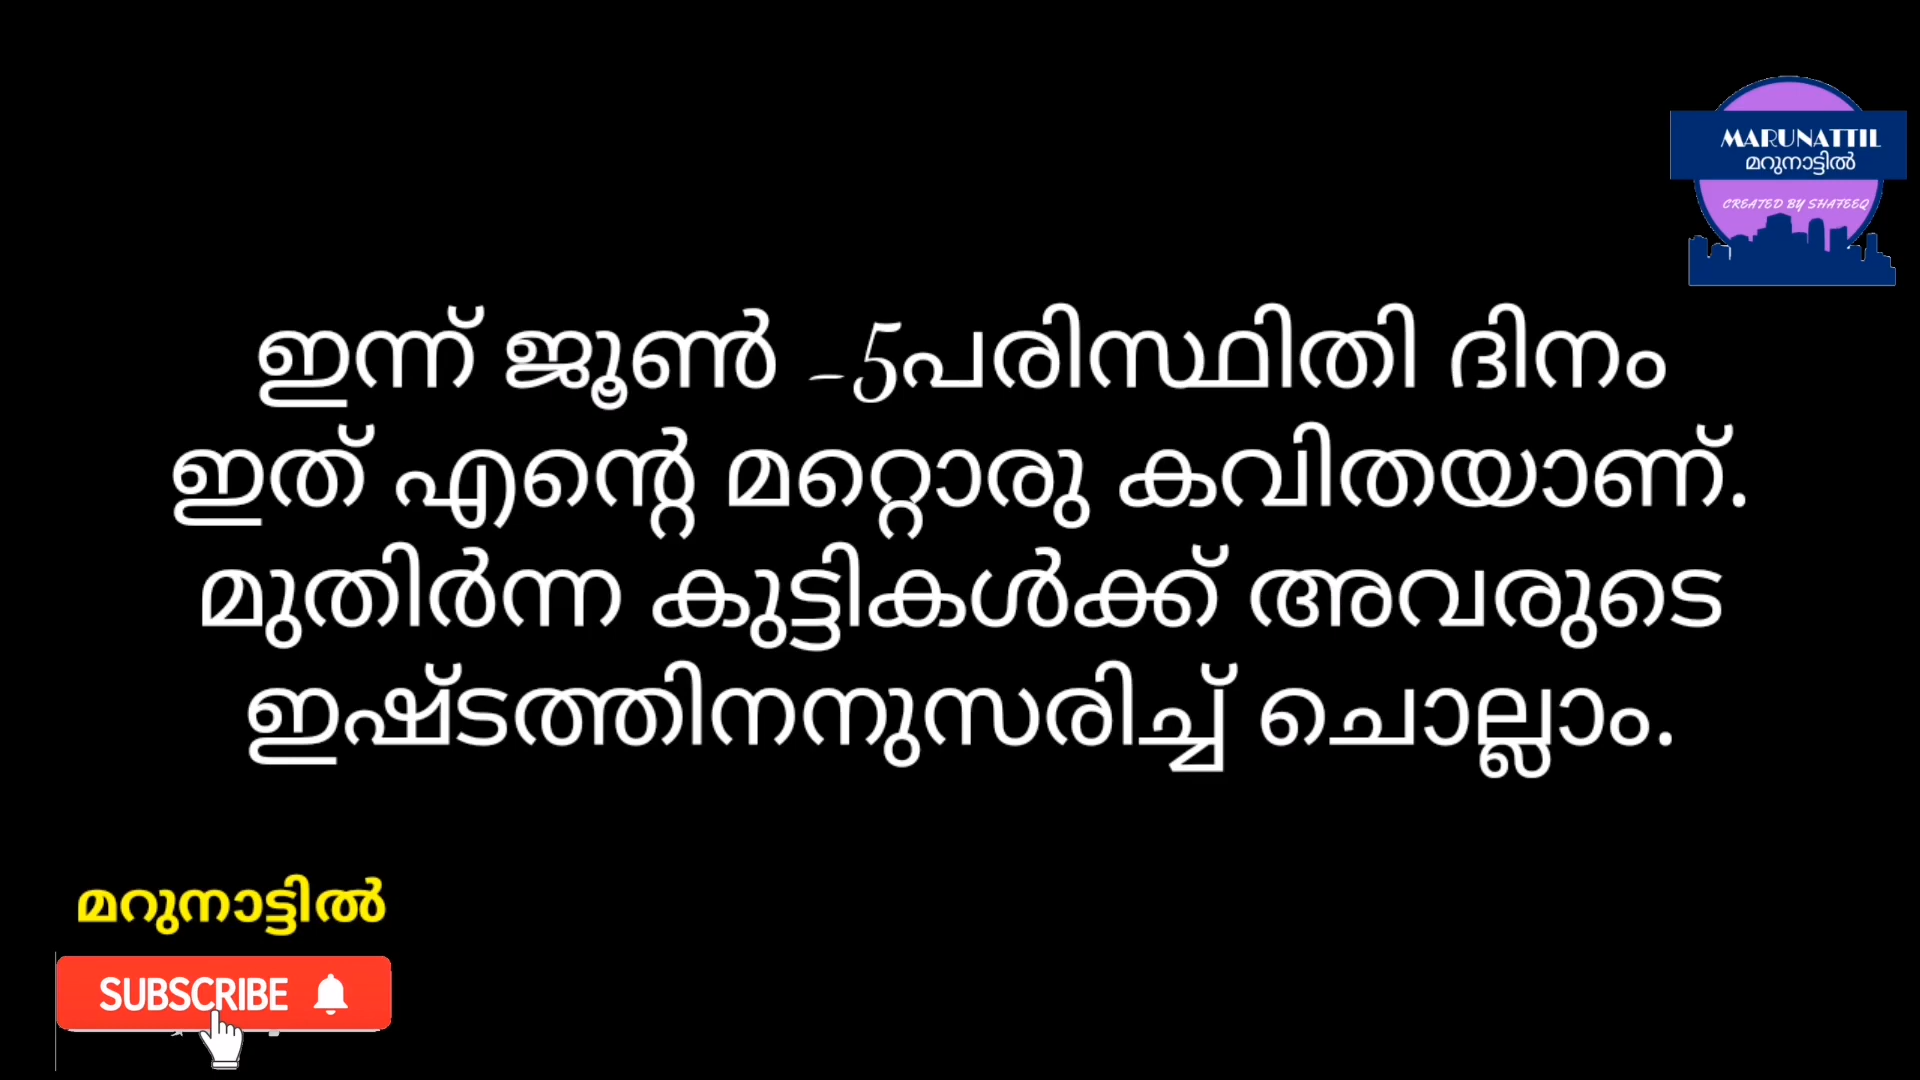 MARUNATTIL
മറുനാട്ടിൽ
CREATED BY SHAFEEQ
ഇന്ന് ജൂൺ -5പരിസ്ഥിതി ദിനം
ഇത് എന്റെ മറ്റൊരു കവിതയാണ്.
മുതിർന്ന കുട്ടികൾക്ക് അവരുടെ
ഇഷ്ടത്തിനനുസരിച്ച് ചൊല്ലാം.
മറുനാട്ടിൽ
SUBSCRIBE